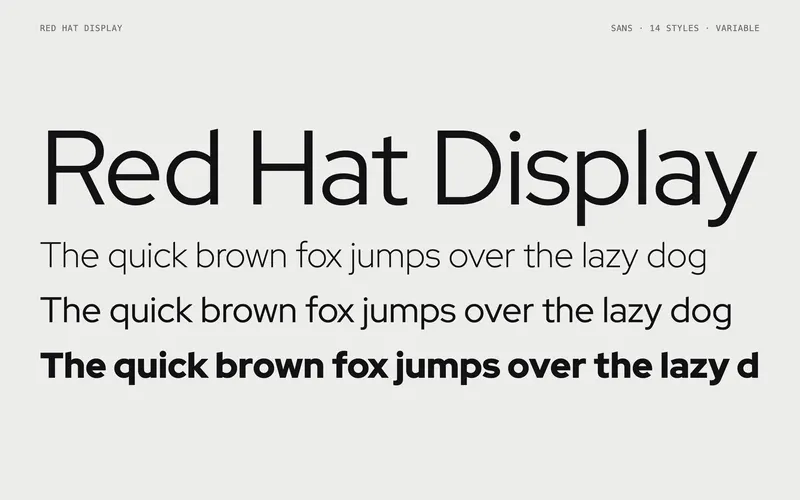 RED HAT DISPLAY
SANS · 14 STYLES · VARIABLE
Red Hat Display
The quick brown fox jumps over the lazy dog
The quick brown fox jumps over the lazy dog
The quick brown fox jumps over the lazy d